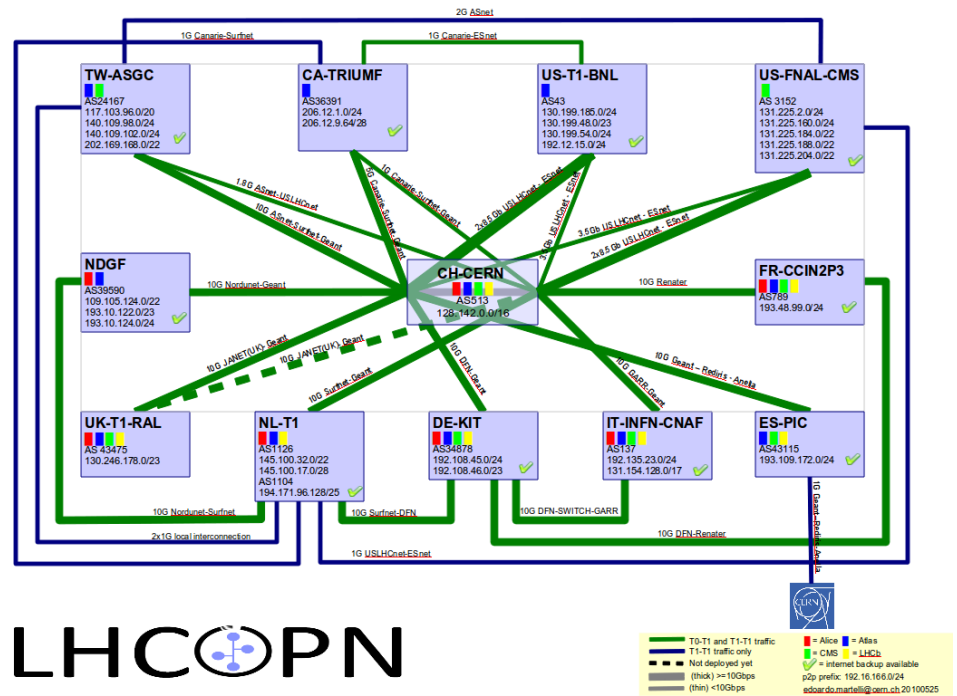 2G ASnet
1G Canarie-Surfnet
1G Canarie-ESnet
TW-ASGC
AS24167
117.103.96.0/20
140.109.98.0/24
140.109.102.0/24
202.169.168.0/22
CA-TRIUMF
AS36391
206.12.1.0/24
206.12.9.64/28
US-T1-BNL
AS43
130.199.185.0/24
130.199.48.0/23
130.199.54.0/24
192.12.15.0/24
US-FNAL-CMS
AS 3152
131.225.2.0/24
131.225.160.0/24
131.225.184.0/22
131.225.188.0/22
131.225.204.0/22
1.8G ASnet-USLHCnet
10G ASnet-Surfnet-Geant
5G Canarie-Surfnet-Geant
1G Canarie-Surfnet-Geant
2x8.5 Gb USLHCnet - ESnet
3.5Gb USLHCnet - ESnet
3.5Gb USLHCnet - ESnet
2x8.5 Gb USLHCnet - ESnet
NDGF
AS39590
109.105.124.0/22
193.10.122.0/23
193.10.124.0/24
10G Nordunet-Geant
CH-CERN
AS513
128.142.0.0/16
10G Renater
FR-CCIN2P3
AS789
193.48.99.0/24
10G JANET(UK)- Geant
10G JANET(UK)- Geant
10G Surfnet-Geant
10G DFN-Geant
10G GARR-Geant
10G Geant – RedIris - Anella
UK-T1-RAL
AS 43475
130.246.178.0/23
NL-T1
AS1126
145.100.32.0/22
145.100.17.0/28
AS1104
194.171.96.128/25
DE-KIT
AS34878
192.108.45.0/24
192.108.46.0/23
IT-INFN-CNAF
AS137
192.135.23.0/24
131.154.128.0/17
ES-PIC
AS43115
193.109.172.0/24
10G Nordunet-Surfnet
10G Surfnet-DFN
10G DFN-SWITCH-GARR
10G DFN-Renater
2x1G local interconnection
1G USLHCnet-ESnet
1G Geant–RedIris-Anella
CERN
LHCOPN
T0-T1 and T1-T1 traffic
T1-T1 traffic only
Not deployed yet
(thick) >=10Gbps
(thin) <10Gbps
= Alice = Atlas
= CMS = LHCb
= internet backup available
p2p prefix: 192.16.166.0/24
edoardo.martelli@cern.ch 20100525